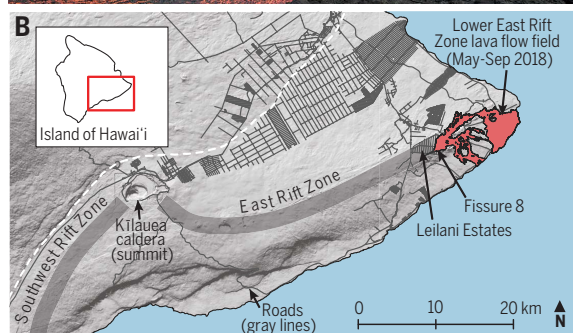 B
Lower East Rift
Zone lava flow field
(May-Sep 2018)
Island of Hawaiʻi
East Rift Zone
Fissure 8
Leilani Estates
Kīlauea
caldera
(summit)
Southwest Rift Zone
Roads
(gray lines)
0 10 20 km
N